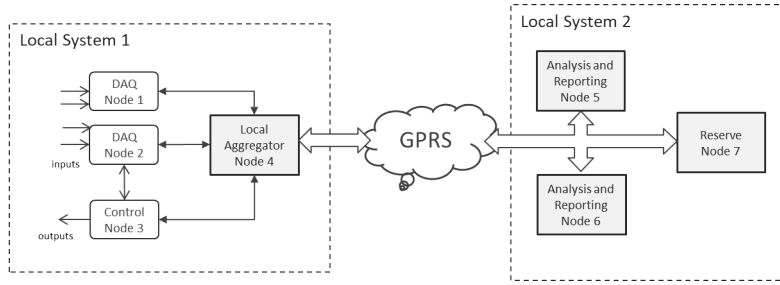 Local System 1
DAQ
Node 1
DAQ
Node 2
inputs
Control
Node 3
outputs
Local
Aggregator
Node 4
GPRS
Local System 2
Analysis and
Reporting
Node 5
Reserve
Node 7
Analysis and
Reporting
Node 6